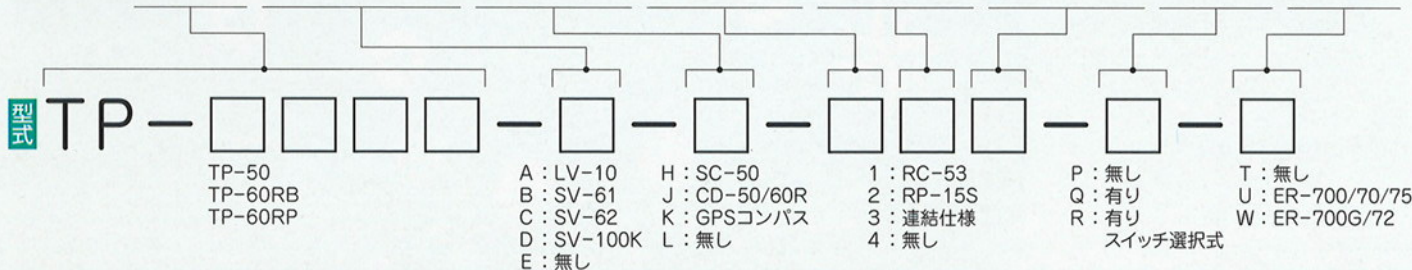 型式 TP-□□□□-□-□-□□□-□-□
TP-50
TP-60RB
TP-60RP
A：LV-10
B：SV-61
C：SV-62
D：SV-100K
E：無し
H：SC-50
J：CD-50/60R
K：GPSコンパス
L：無し
1：RC-53
2：RP-15S
3：連結仕様
4：無し
P：無し
Q：有り
R：有り
スイッチ選択式
T：無し
U：ER-700/70/75
W：ER-700G/72